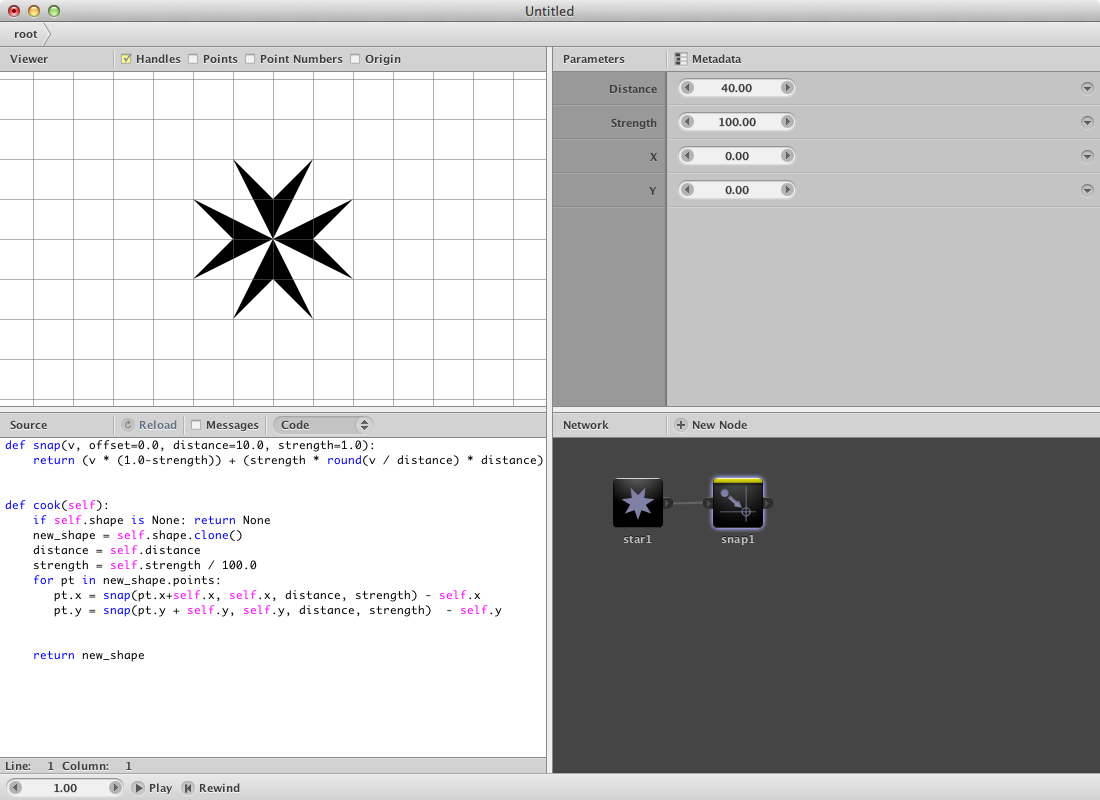 Untitled
root
Viewer Handles Points Point Numbers Origin
Parameters Metadata
Distance 40.00
Strength 100.00
X 0.00
Y 0.00
Source Reload Messages Code
def snap(v, offset=0.0, distance=10.0, strength=1.0):
    return (v * (1.0-strength)) + (strength * round(v / distance) * distance)
def cook(self):
    if self.shape is None: return None
    new_shape = self.shape.clone()
    distance = self.distance
    strength = self.strength / 100.0
    for pt in new_shape.points:
       pt.x = snap(pt.x+self.x, self.x, distance, strength) - self.x
       pt.y = snap(pt.y + self.y, self.y, distance, strength)  - self.y
    return new_shape
Line: 1 Column: 1
Network New Node
star1 snap1
1.00 Play Rewind